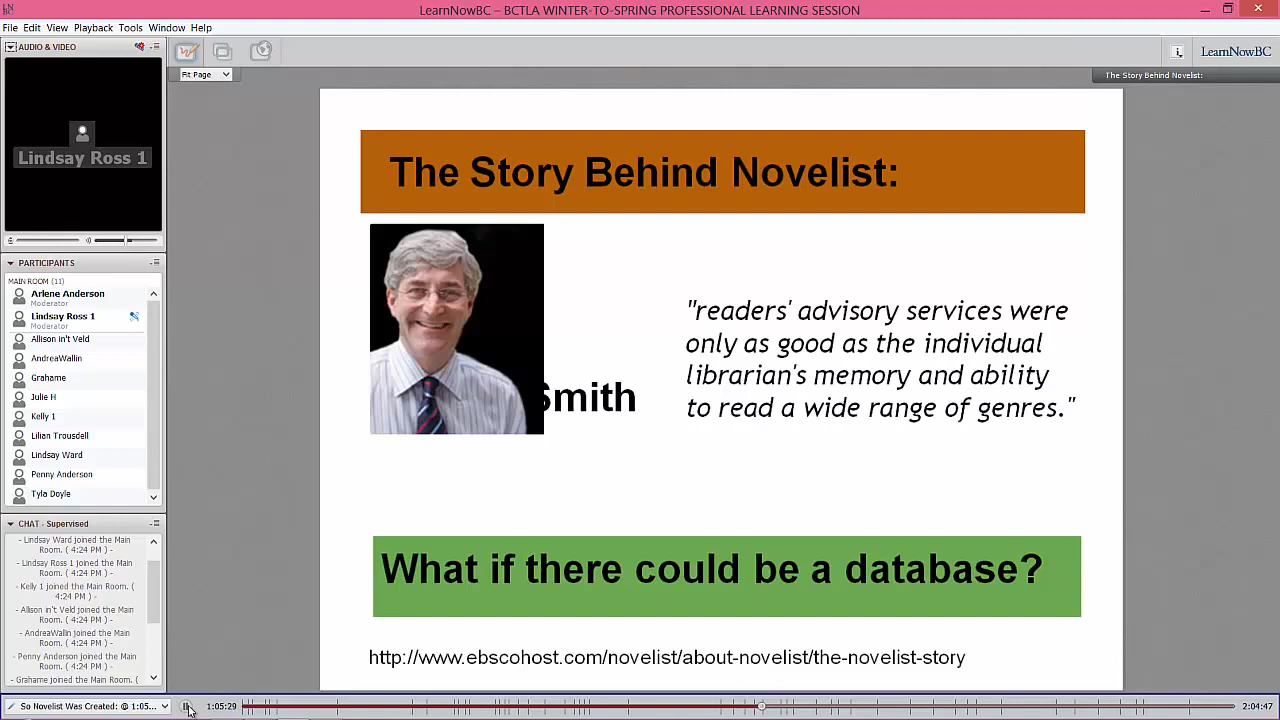 LearnNowBC – BCTLA WINTER-TO-SPRING PROFESSIONAL LEARNING SESSION
File Edit View Playback Tools Window Help
AUDIO & VIDEO
LearnNowBC
Fit Page
The Story Behind Novelist:
Lindsay Ross 1
PARTICIPANTS
MAIN ROOM (11)
Arlene Anderson
Moderator
Lindsay Ross 1
Moderator
Allison in't Veld
AndreaWallin
Grahame
Julie H
Kelly 1
Lilian Trousdell
Lindsay Ward
Penny Anderson
Tyla Doyle
CHAT - Supervised
- Lindsay Ward joined the Main
Room. ( 4:24 PM ) -
- Lindsay Ross 1 joined the Main
Room. ( 4:24 PM ) -
- Kelly 1 joined the Main Room. (
4:24 PM ) -
- Allison in't Veld joined the Main
Room. ( 4:24 PM ) -
- AndreaWallin joined the Main
Room. ( 4:24 PM ) -
- Penny Anderson joined the Main
Room. ( 4:24 PM ) -
- Grahame joined the Main Room. (
The Story Behind Novelist:
Smith
"readers' advisory services were
only as good as the individual
librarian's memory and ability
to read a wide range of genres."
What if there could be a database?
http://www.ebscohost.com/novelist/about-novelist/the-novelist-story
So Novelist Was Created: @ 1:05...
1:05:29
2:04:47